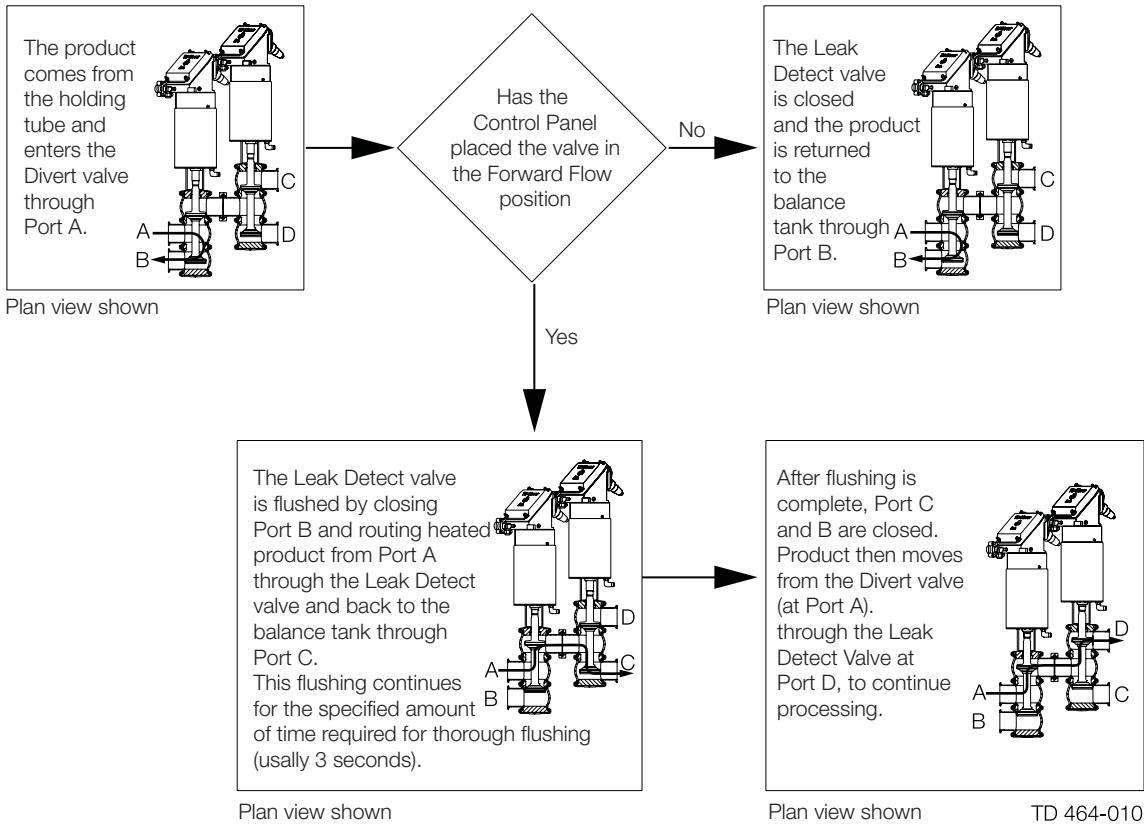 The product
comes from
the holding
tube and
enters the
Divert valve
through
Port A.
A
B
C
D
Plan view shown
Has the
Control Panel
placed the valve in
the Forward Flow
position
No
The Leak
Detect valve
is closed
and the product
is returned
to the
balance
tank through
Port B.
A
B
C
D
Plan view shown
Yes
The Leak Detect valve
is flushed by closing
Port B and routing heated
product from Port A
through the Leak Detect
valve and back to the
balance tank through
Port C.
This flushing continues
for the specified amount
of time required for thorough flushing
(usally 3 seconds).
D
A
C
B
Plan view shown
After flushing is
complete, Port C
and B are closed.
Product then moves
from the Divert valve
(at Port A).
through the Leak
Detect Valve at
Port D, to continue
processing.
D
A
C
B
Plan view shown
TD 464-010